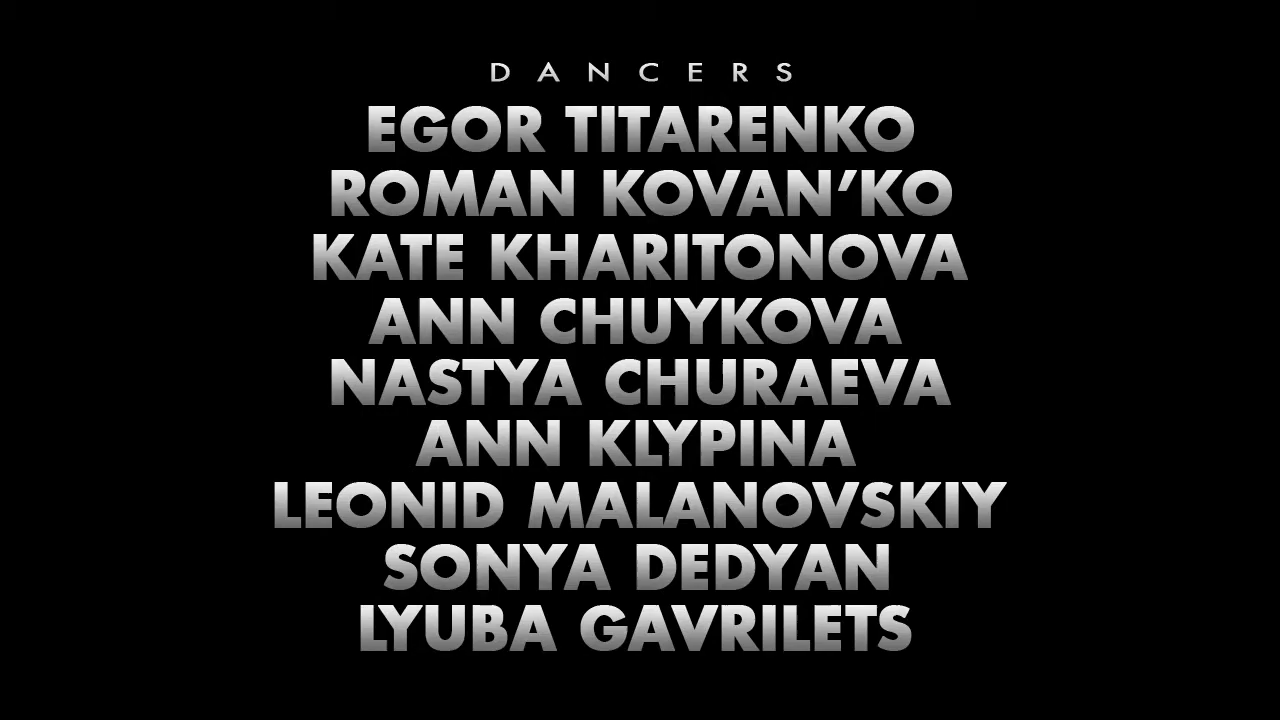 DANCERS
EGOR TITARENKO
ROMAN KOVAN’KO
KATE KHARITONOVA
ANN CHUYKOVA
NASTYA CHURAEVA
ANN KLYPINA
LEONID MALANOVSKIY
SONYA DEDYAN
LYUBA GAVRILETS